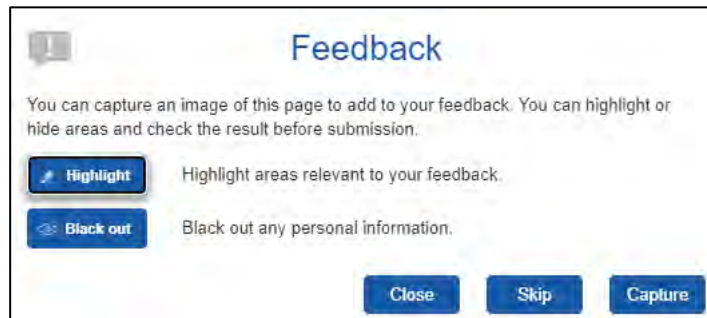 Feedback
You can capture an image of this page to add to your feedback. You can highlight or
hide areas and check the result before submission.
Highlight Highlight areas relevant to your feedback.
Black out Black out any personal information.
Close Skip Capture